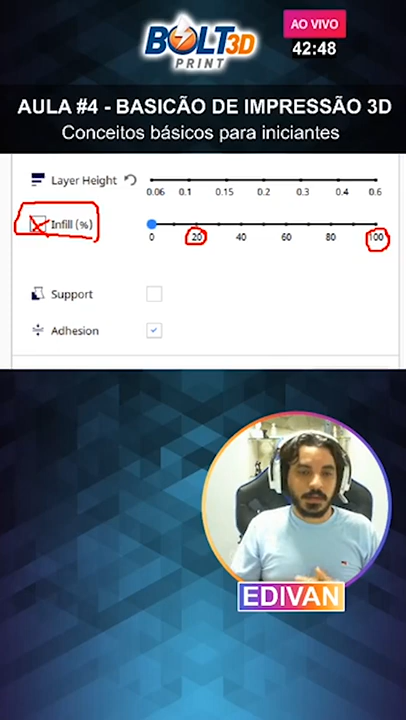 BOLT3D
PRINT
AO VIVO
42:48
AULA #4 - BASICÃO DE IMPRESSÃO 3D
Conceitos básicos para iniciantes
Layer Height
0.06 0.1 0.15 0.2 0.3 0.4 0.6
Infill (%)
0 20 40 60 80 100
Support
Adhesion
EDIVAN